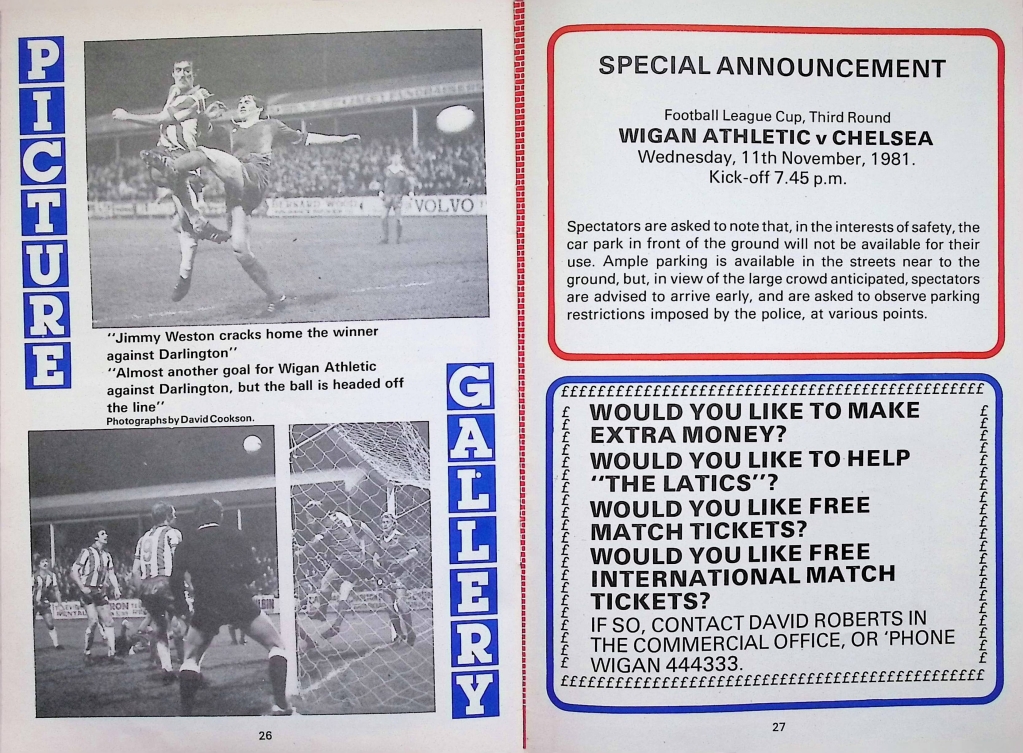 PICTURE
VOLVO
"Jimmy Weston cracks home the winner
against Darlington"
"Almost another goal for Wigan Athletic
against Darlington, but the ball is headed off
the line"
Photographs by David Cookson.
GALLERY
26
SPECIAL ANNOUNCEMENT
Football League Cup, Third Round
WIGAN ATHLETIC v CHELSEA
Wednesday, 11th November, 1981.
Kick-off 7.45 p.m.
Spectators are asked to note that, in the interests of safety, the
car park in front of the ground will not be available for their
use. Ample parking is available in the streets near to the
ground, but, in view of the large crowd anticipated, spectators
are advised to arrive early, and are asked to observe parking
restrictions imposed by the police, at various points.
WOULD YOU LIKE TO MAKE
EXTRA MONEY?
WOULD YOU LIKE TO HELP
"THE LATICS"?
WOULD YOU LIKE FREE
MATCH TICKETS?
WOULD YOU LIKE FREE
INTERNATIONAL MATCH
TICKETS?
IF SO, CONTACT DAVID ROBERTS IN
THE COMMERCIAL OFFICE, OR 'PHONE
WIGAN 444333.
27